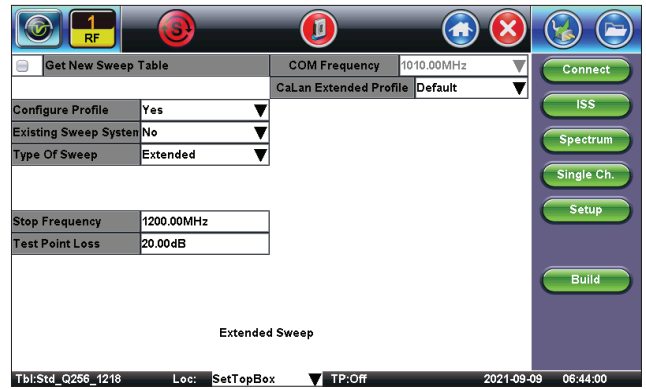 1
RF
S
Get New Sweep Table
COM Frequency 1010.00MHz
CaLan Extended Profile Default
Configure Profile Yes
Existing Sweep System No
Type Of Sweep Extended
Stop Frequency 1200.00MHz
Test Point Loss 20.00dB
Extended Sweep
Connect
ISS
Spectrum
Single Ch.
Setup
Build
Tbl:Std_Q256_1218 Loc: SetTopBox TP:Off 2021-09-09 06:44:00